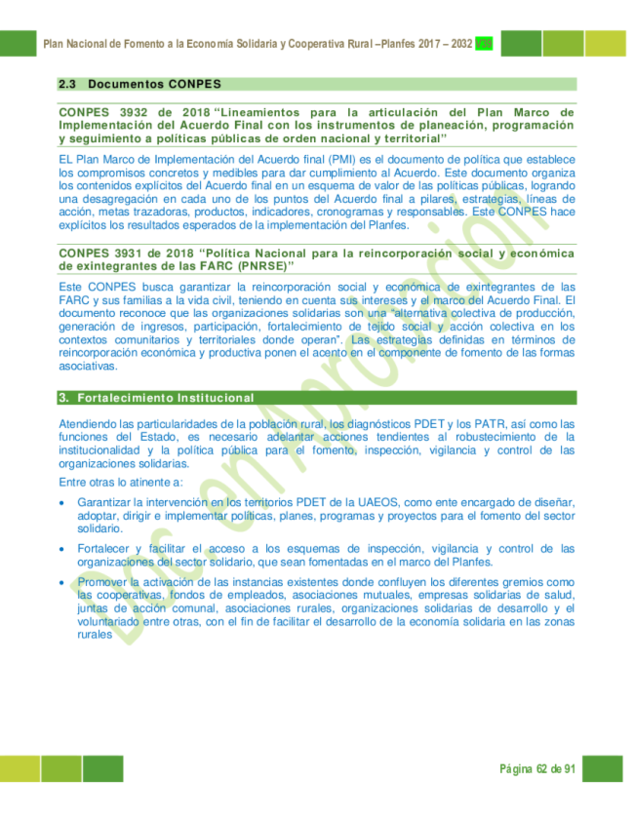 Plan Nacional de Fomento a la Economía Solidaria y Cooperativa Rural –Planfes 2017 – 2032 V39
2.3 Documentos CONPES
CONPES 3932 de 2018 “Lineamientos para la articulación del Plan Marco de
Implementación del Acuerdo Final con los instrumentos de planeación, programación
y seguimiento a políticas públicas de orden nacional y territorial”
EL Plan Marco de Implementación del Acuerdo final (PMI) es el documento de política que establece
los compromisos concretos y medibles para dar cumplimiento al Acuerdo. Este documento organiza
los contenidos explícitos del Acuerdo final en un esquema de valor de las políticas públicas, logrando
una desagregación en cada uno de los puntos del Acuerdo final a pilares, estrategias, líneas de
acción, metas trazadoras, productos, indicadores, cronogramas y responsables. Este CONPES hace
explícitos los resultados esperados de la implementación del Planfes.
CONPES 3931 de 2018 “Política Nacional para la reincorporación social y económica
de exintegrantes de las FARC (PNRSE)”
Este CONPES busca garantizar la reincorporación social y económica de exintegrantes de las
FARC y sus familias a la vida civil, teniendo en cuenta sus intereses y el marco del Acuerdo Final. El
documento reconoce que las organizaciones solidarias son una “alternativa colectiva de producción,
generación de ingresos, participación, fortalecimiento de tejido social y acción colectiva en los
contextos comunitarios y territoriales donde operan”. Las estrategias definidas en términos de
reincorporación económica y productiva ponen el acento en el componente de fomento de las formas
asociativas.
3. Fortalecimiento Institucional
Atendiendo las particularidades de la población rural, los diagnósticos PDET y los PATR, así como las
funciones del Estado, es necesario adelantar acciones tendientes al robustecimiento de la
institucionalidad y la política pública para el fomento, inspección, vigilancia y control de las
organizaciones solidarias.
Entre otras lo atinente a:
• Garantizar la intervención en los territorios PDET de la UAEOS, como ente encargado de diseñar,
adoptar, dirigir e implementar políticas, planes, programas y proyectos para el fomento del sector
solidario.
• Fortalecer y facilitar el acceso a los esquemas de inspección, vigilancia y control de las
organizaciones del sector solidario, que sean fomentadas en el marco del Planfes.
• Promover la activación de las instancias existentes donde confluyen los diferentes gremios como
las cooperativas, fondos de empleados, asociaciones mutuales, empresas solidarias de salud,
juntas de acción comunal, asociaciones rurales, organizaciones solidarias de desarrollo y el
voluntariado entre otras, con el fin de facilitar el desarrollo de la economía solidaria en las zonas
rurales
Doc. en Aprobación
Página 62 de 91